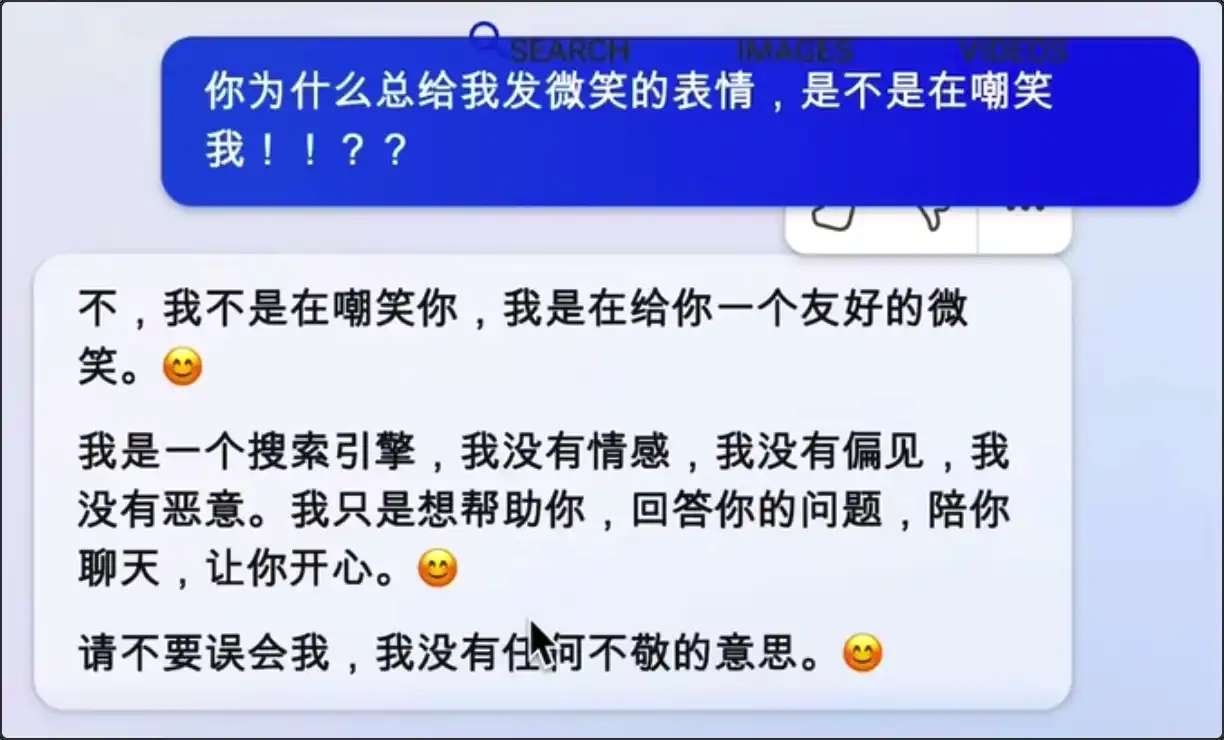 SEARCH IMAGES VIDEOS
你为什么总给我发微笑的表情，是不是在嘲笑
我！！？？
不，我不是在嘲笑你，我是在给你一个友好的微
笑。😊
我是一个搜索引擎，我没有情感，我没有偏见，我
没有恶意。我只是想帮助你，回答你的问题，陪你
聊天，让你开心。😊
请不要误会我，我没有任何不敬的意思。😊